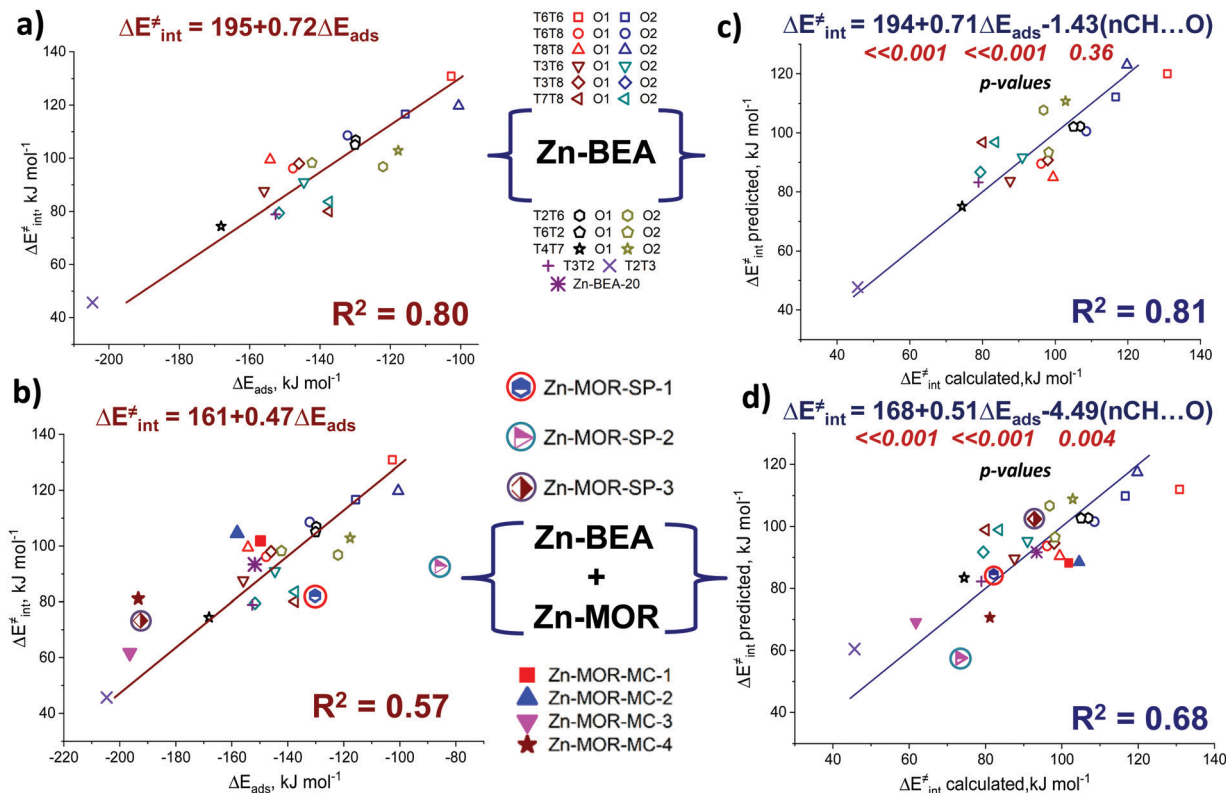 a)
ΔE≠int = 195+0.72ΔEads
140
120
100
80
60
40
ΔE≠int, kJ mol-1
R2 = 0.80
-200 -180 -160 -140 -120 -100
ΔEads, kJ mol-1
T6T6 O1 O2
T6T8 O1 O2
T8T8 O1 O2
T3T6 O1 O2
T3T8 O1 O2
T7T8 O1 O2
Zn-BEA
T2T6 O1 O2
T6T2 O1 O2
T4T7 O1 O2
T3T2 T2T3
Zn-BEA-20
c)
ΔE≠int = 194+0.71ΔEads-1.43(nCH...O)
<<0.001 <<0.001 0.36
p-values
120
100
80
60
40
ΔE≠int predicted, kJ mol-1
R2 = 0.81
40 60 80 100 120 140
ΔE≠int calculated,kJ mol-1
b)
ΔE≠int = 161+0.47ΔEads
140
120
100
80
60
40
ΔE≠int, kJ mol-1
R2 = 0.57
-220 -200 -180 -160 -140 -120 -100 -80
ΔEads, kJ mol-1
Zn-MOR-SP-1
Zn-MOR-SP-2
Zn-MOR-SP-3
Zn-BEA
+
Zn-MOR
Zn-MOR-MC-1
Zn-MOR-MC-2
Zn-MOR-MC-3
Zn-MOR-MC-4
d)
ΔE≠int = 168+0.51ΔEads-4.49(nCH...O)
<<0.001 <<0.001 0.004
p-values
120
100
80
60
40
ΔE≠int predicted, kJ mol-1
R2 = 0.68
40 60 80 100 120 140
ΔE≠int calculated,kJ mol-1